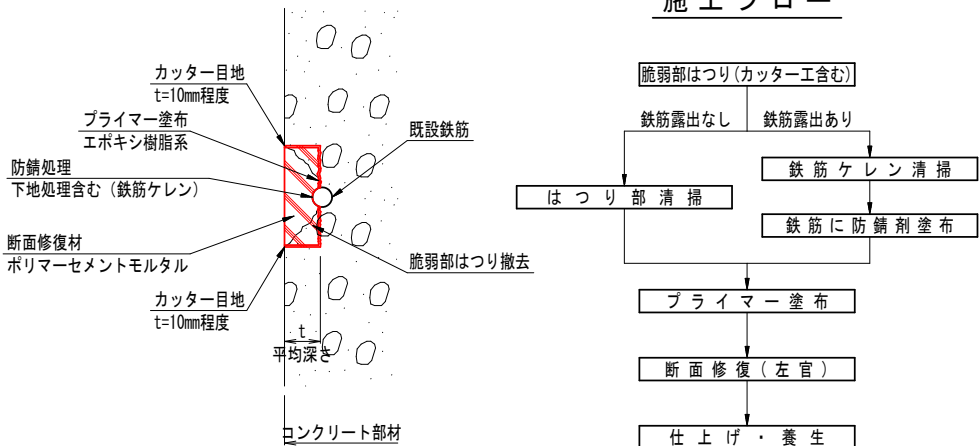 施工フロー
カッター目地
t=10mm程度
プライマー塗布
エポキシ樹脂系
防錆処理
下地処理含む（鉄筋ケレン）
断面修復材
ポリマーセメントモルタル
カッター目地
t=10mm程度
既設鉄筋
脆弱部はつり撤去
t
平均深さ
コンクリート部材
脆弱部はつり(カッター工含む)
鉄筋露出なし
鉄筋露出あり
はつり部清掃
鉄筋ケレン清掃
鉄筋に防錆剤塗布
プライマー塗布
断面修復(左官)
仕上げ・養生